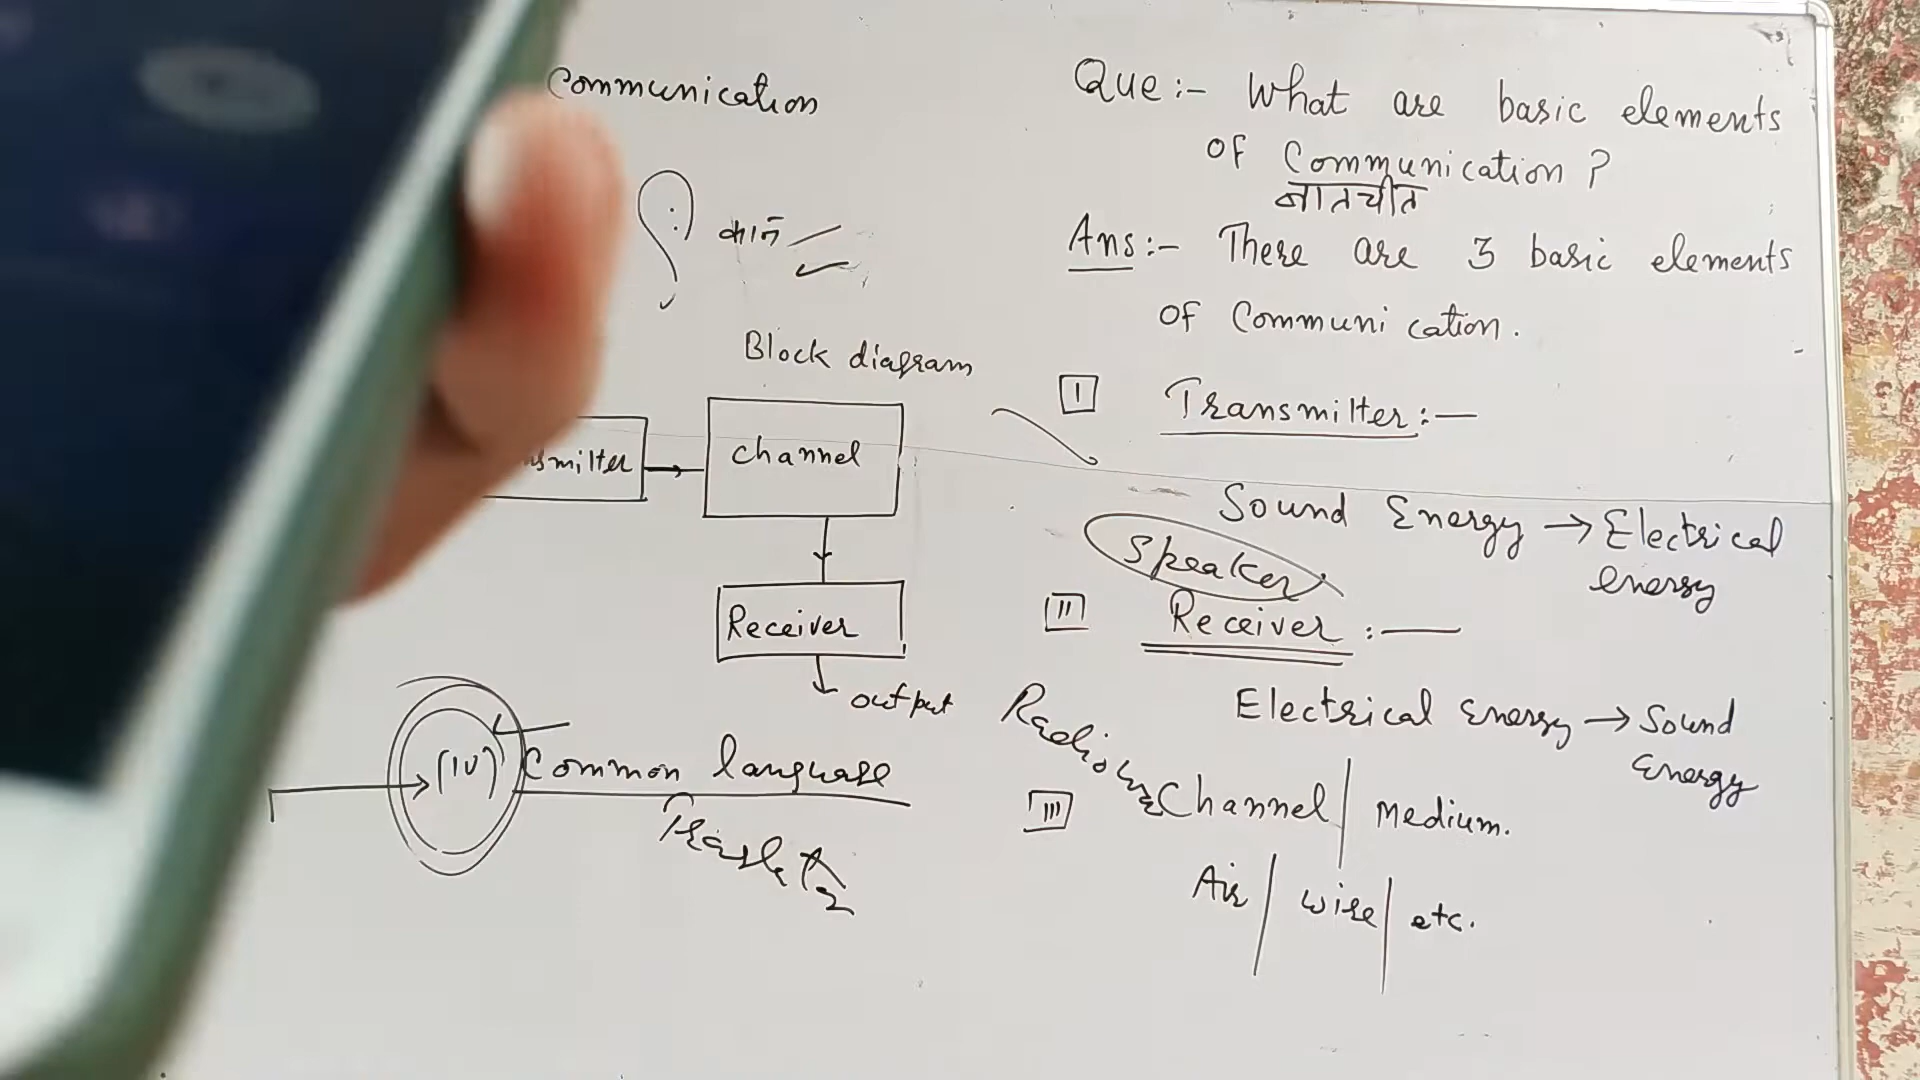 Communication
कान
Block diagram
smitter
channel
Receiver
output
(IV) Common language
Que :- What are basic elements
of Communication ?
बातचीत
Ans :- There are 3 basic elements
of Communication.
I Transmitter :-
Sound Energy → Electrical
energy
Speaker
II Receiver :-
Electrical Energy → Sound
Energy
III Channel / Medium.
Air / wire / etc.